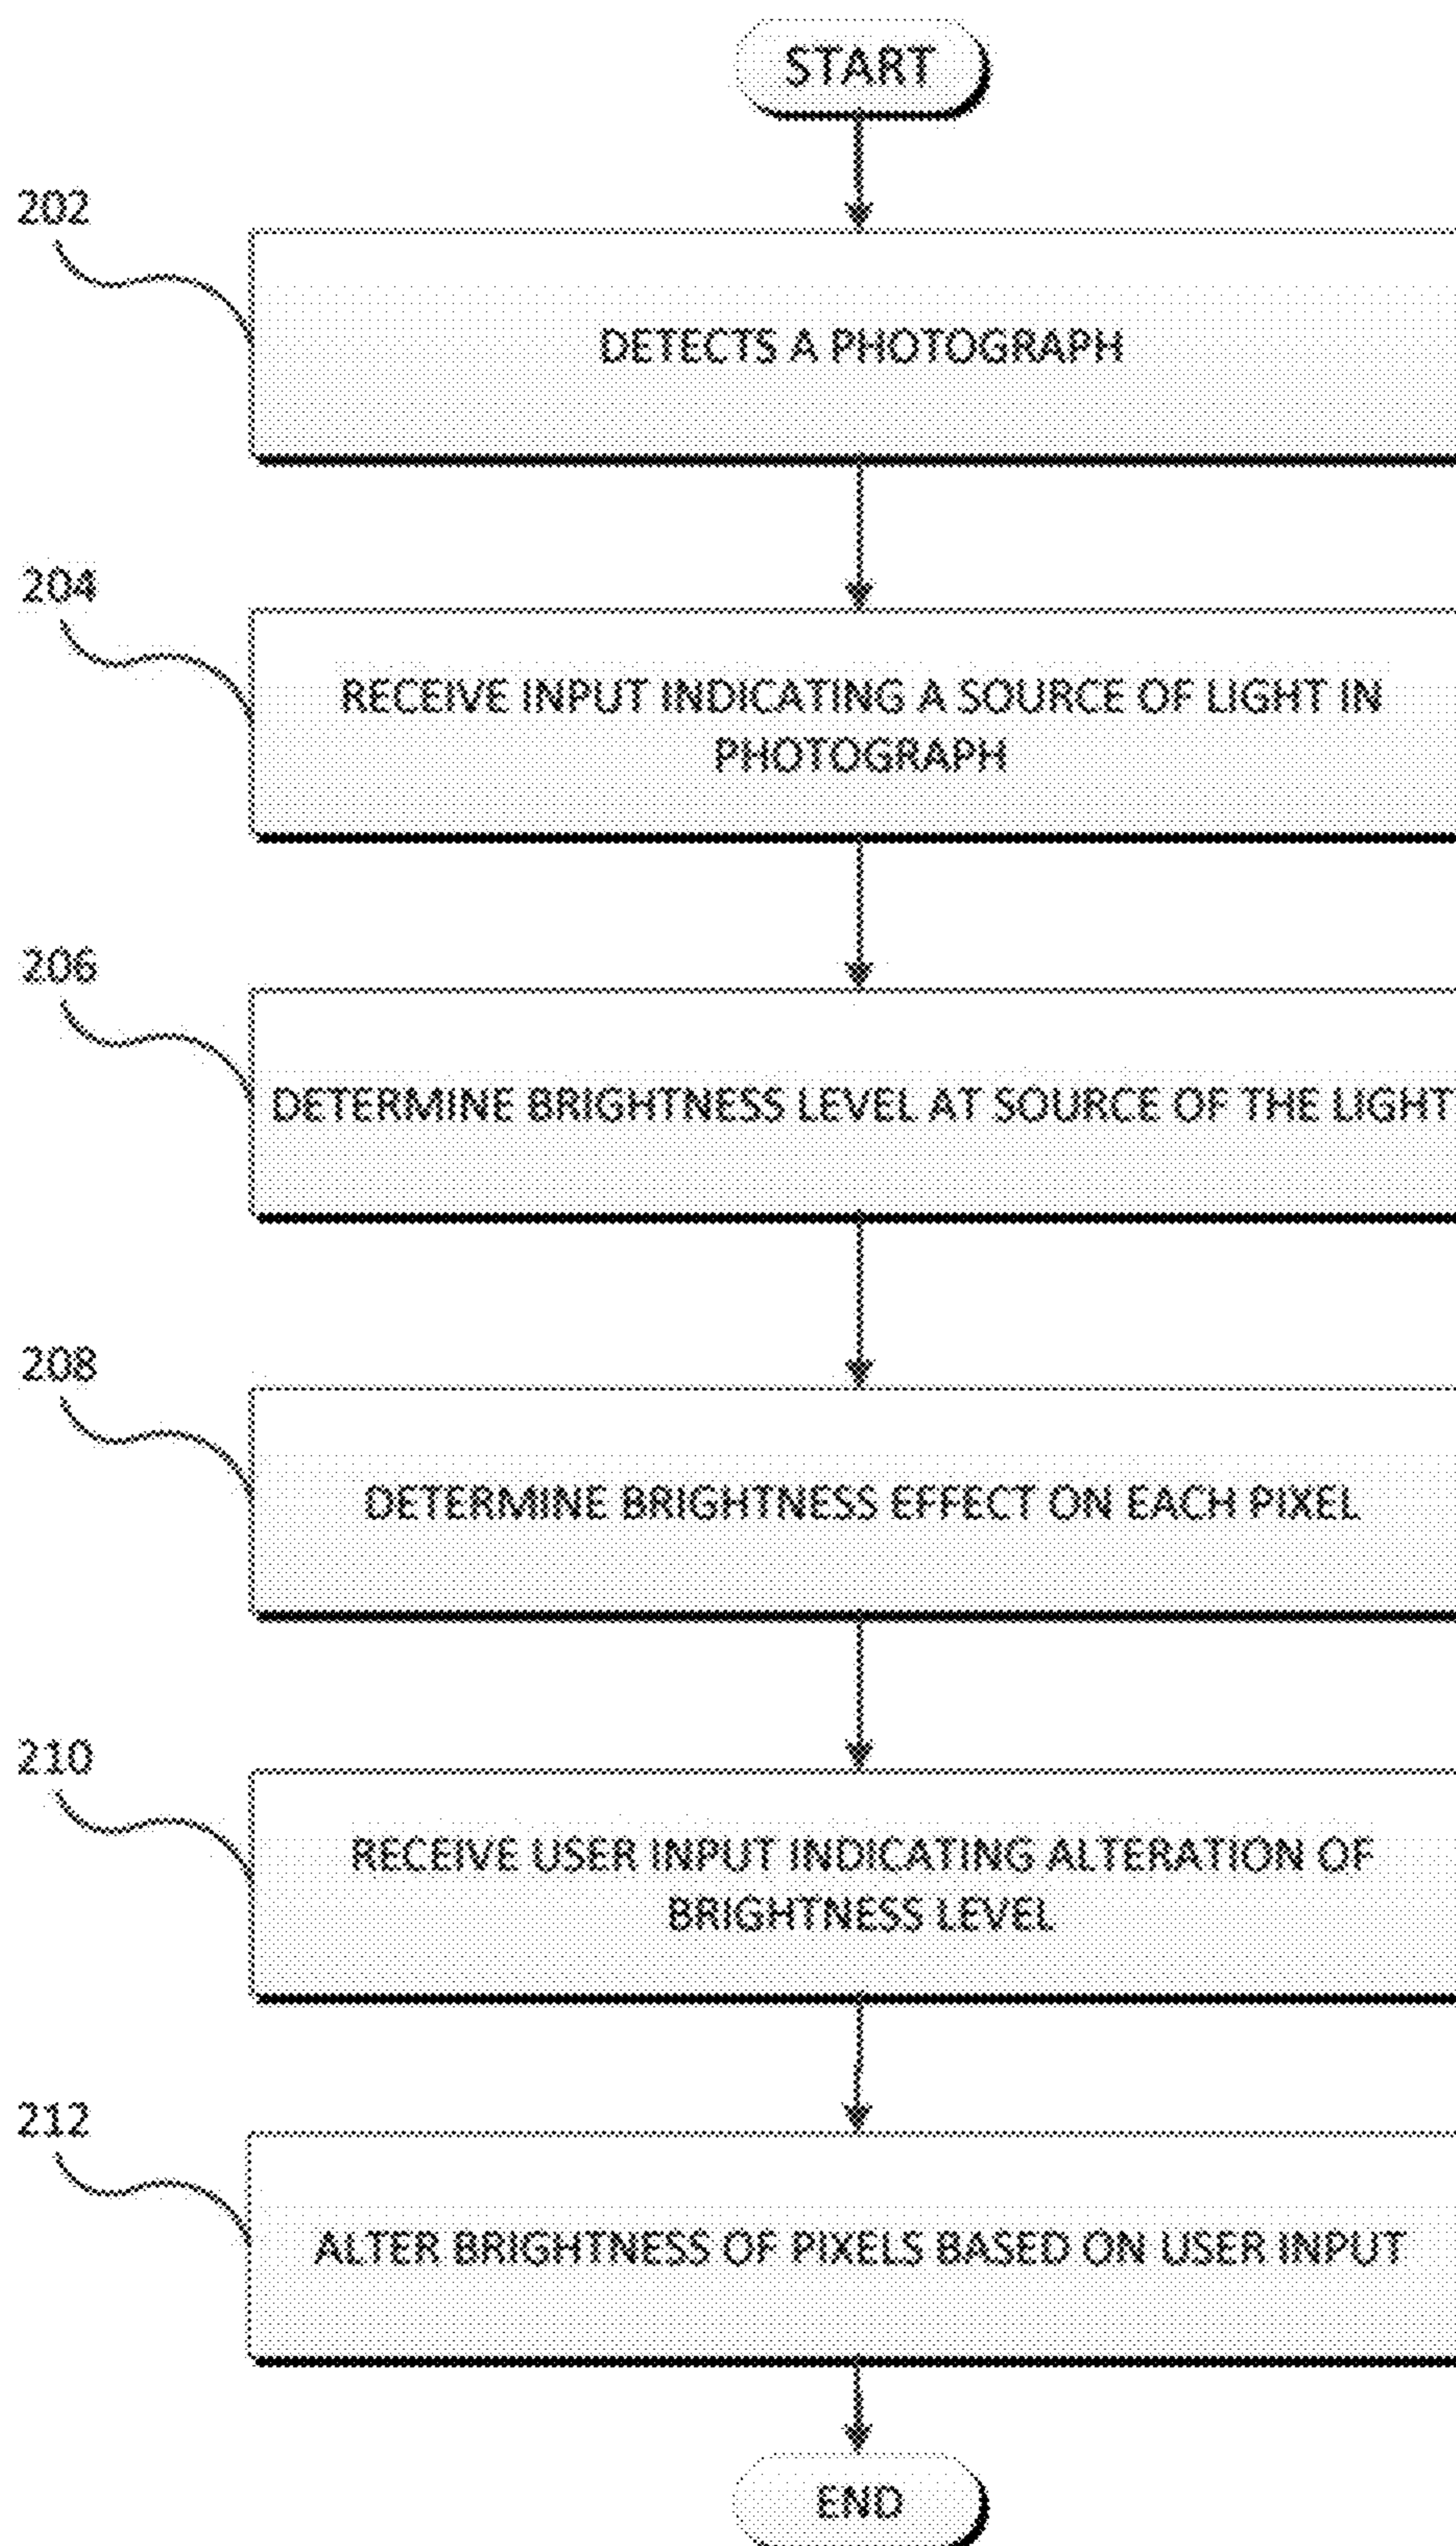 START
202
DETECTS A PHOTOGRAPH
204
RECEIVE INPUT INDICATING A SOURCE OF LIGHT IN
PHOTOGRAPH
206
DETERMINE BRIGHTNESS LEVEL AT SOURCE OF THE LIGHT
208
DETERMINE BRIGHTNESS EFFECT ON EACH PIXEL
210
RECEIVE USER INPUT INDICATING ALTERATION OF
BRIGHTNESS LEVEL
212
ALTER BRIGHTNESS OF PIXELS BASED ON USER INPUT
END